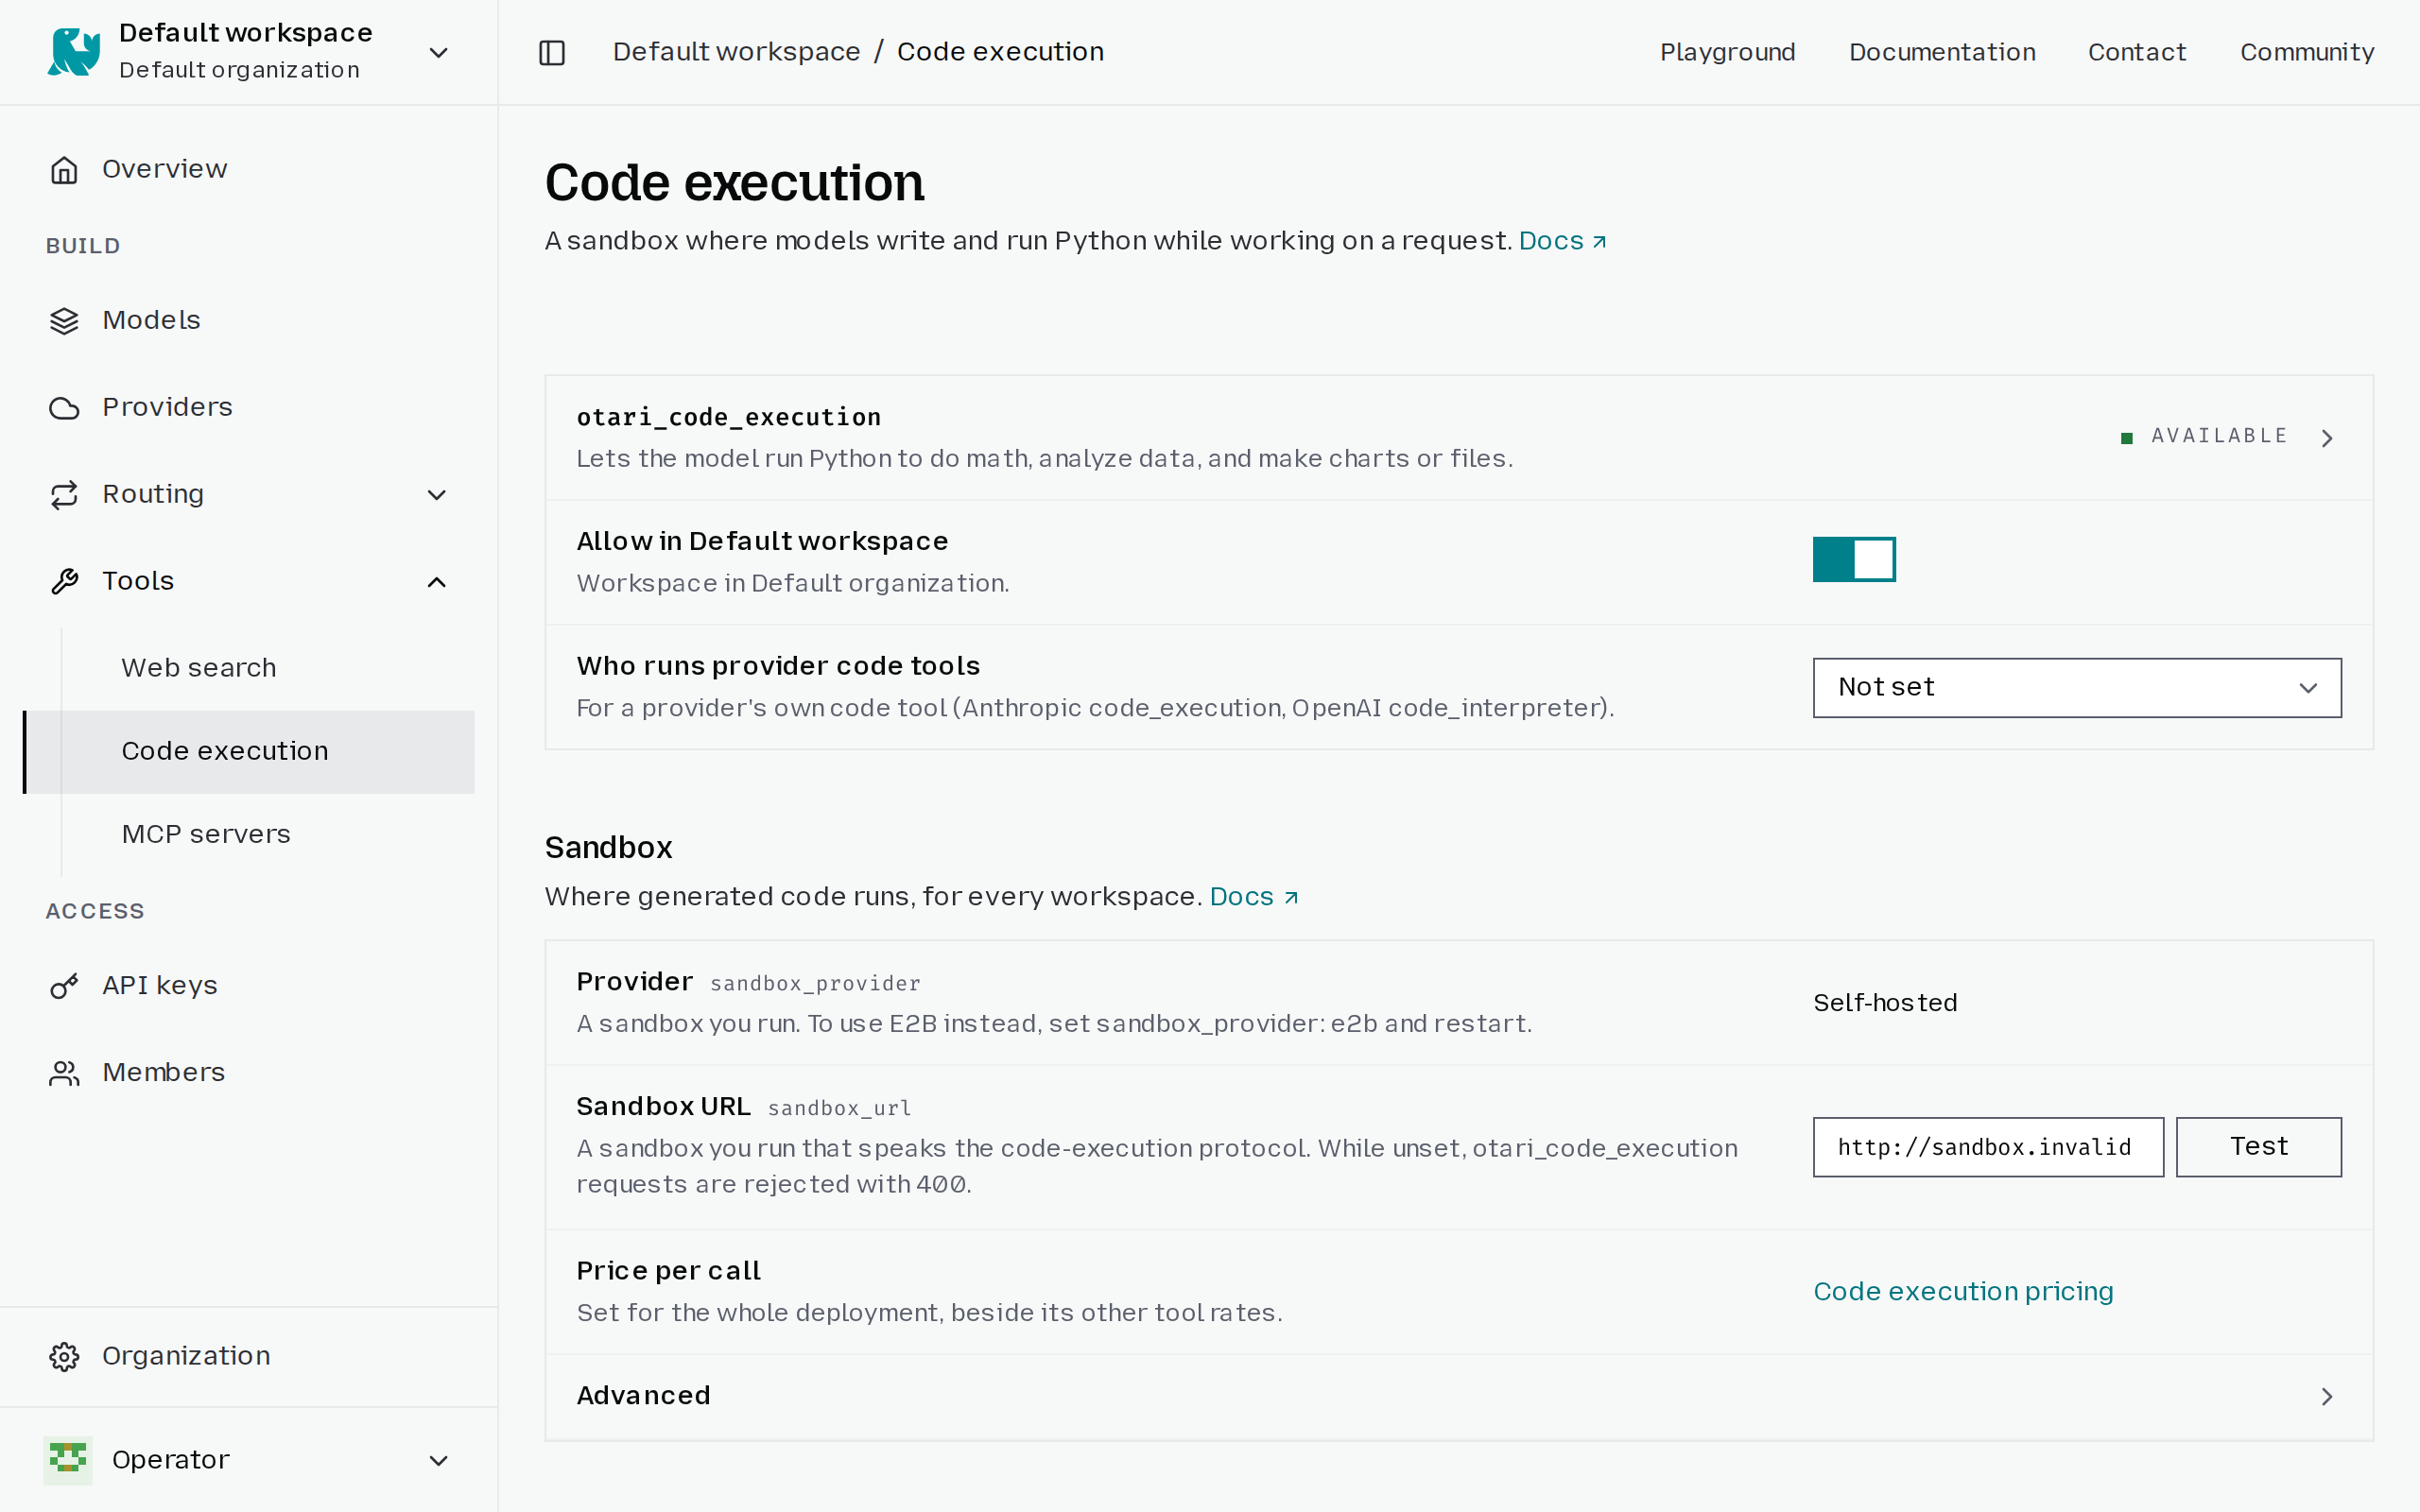 Default workspace
Default organization
Default workspace / Code execution
Playground
Documentation
Contact
Community
Overview
BUILD
Models
Providers
Routing
Tools
Web search
Code execution
MCP servers
ACCESS
API keys
Members
Organization
Operator
Code execution
A sandbox where models write and run Python while working on a request. Docs
otari_code_execution
Lets the model run Python to do math, analyze data, and make charts or files.
AVAILABLE
Allow in Default workspace
Workspace in Default organization.
Who runs provider code tools
For a provider's own code tool (Anthropic code_execution, OpenAI code_interpreter).
Not set
Sandbox
Where generated code runs, for every workspace. Docs
Provider sandbox_provider
A sandbox you run. To use E2B instead, set sandbox_provider: e2b and restart.
Self-hosted
Sandbox URL sandbox_url
A sandbox you run that speaks the code-execution protocol. While unset, otari_code_execution
requests are rejected with 400.
http://sandbox.invalid
Test
Price per call
Set for the whole deployment, beside its other tool rates.
Code execution pricing
Advanced